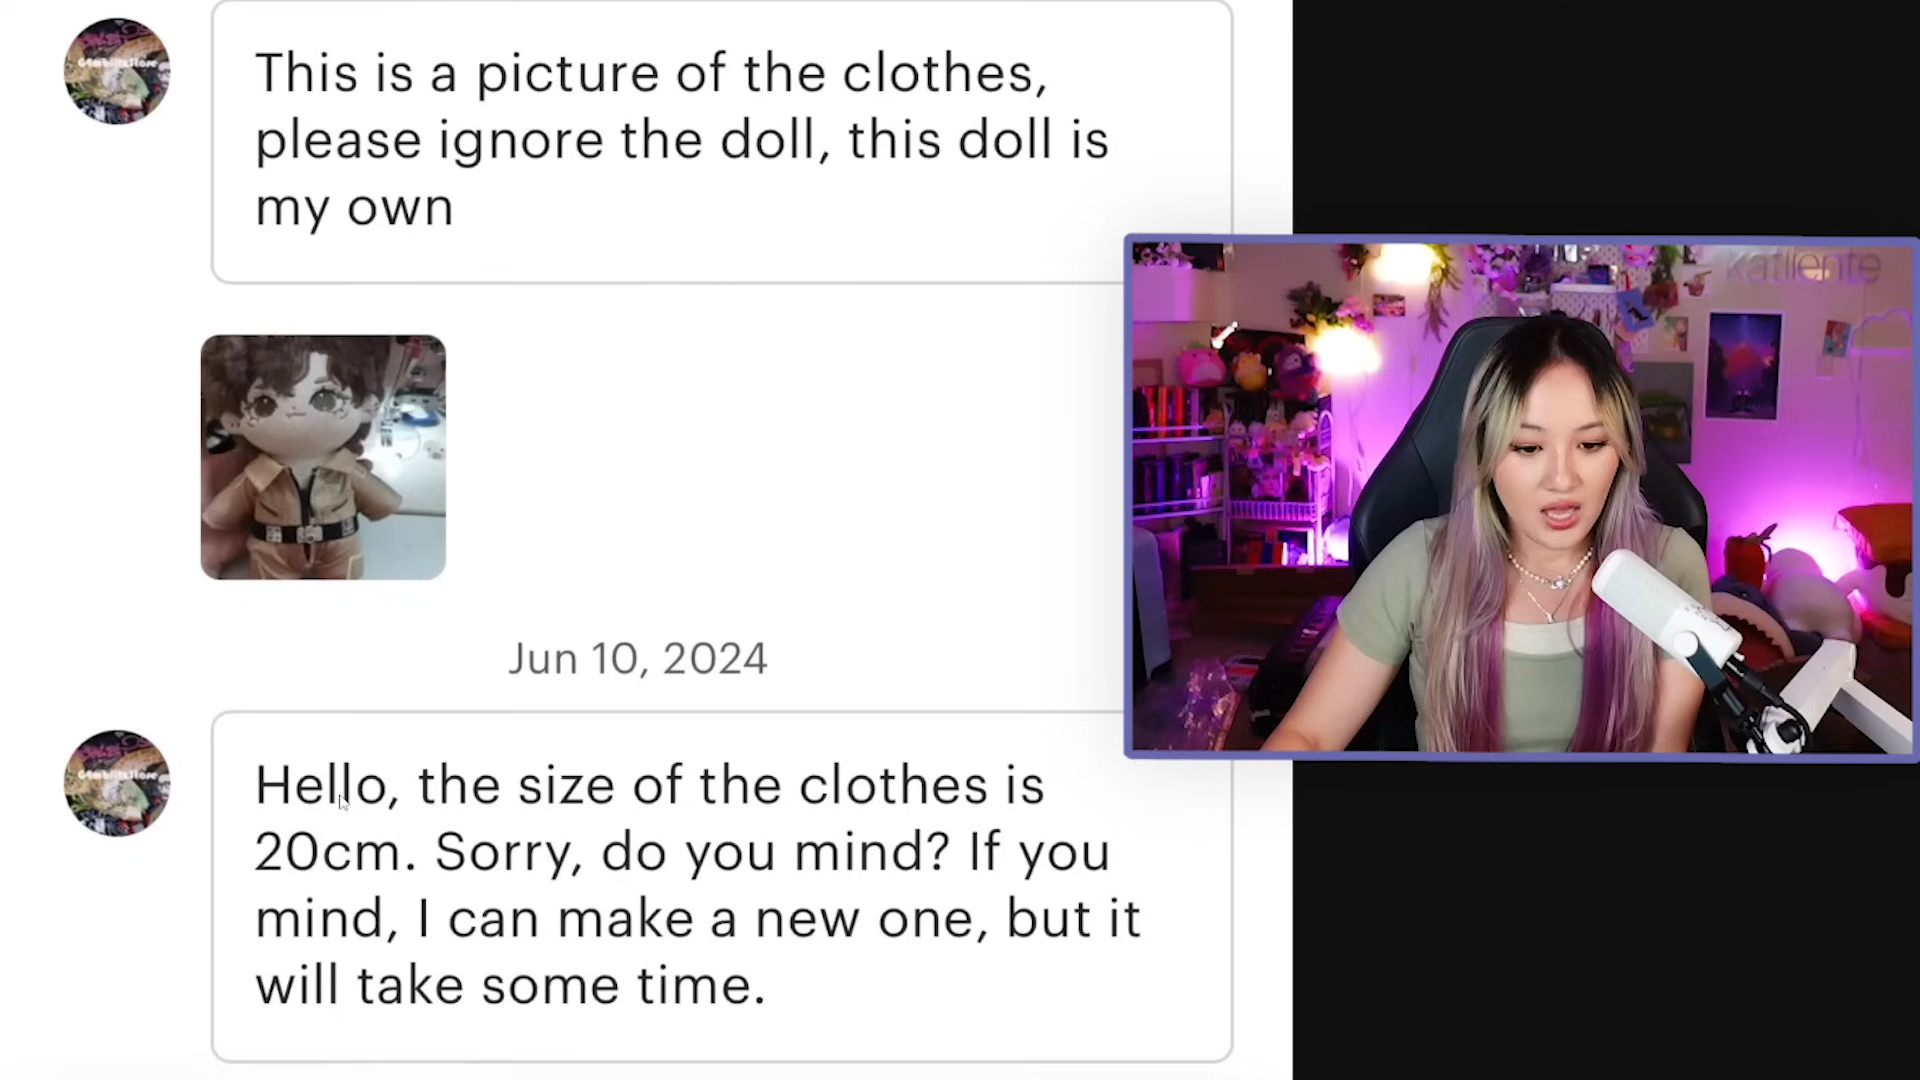 This is a picture of the clothes,
please ignore the doll, this doll is
my own
Jun 10, 2024
Hello, the size of the clothes is
20cm. Sorry, do you mind? If you
mind, I can make a new one, but it
will take some time.
katliente